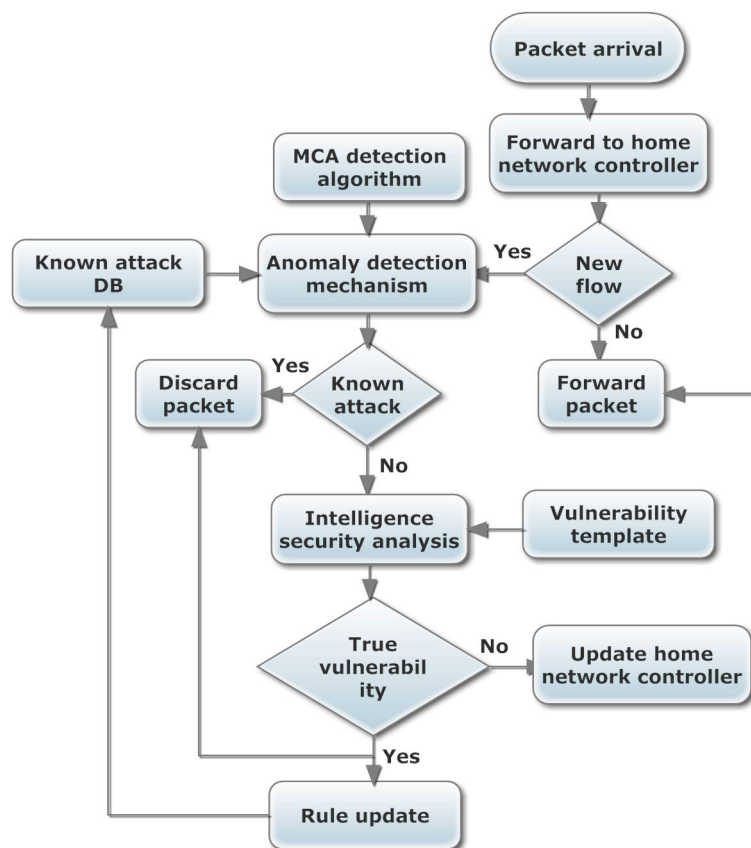 Packet arrival
Forward to home
network controller
MCA detection
algorithm
Known attack
DB
Anomaly detection
mechanism
Yes
New
flow
No
Yes
Discard
packet
Known
attack
Forward
packet
No
Intelligence
security analysis
Vulnerability
template
True
vulnerabil
ity
No
Update home
network controller
Yes
Rule update